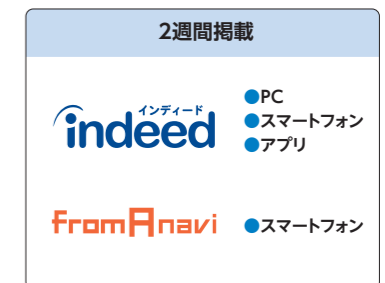 2週間掲載
インディード
indeed
●PC
●スマートフォン
●アプリ
fromAnavi
●スマートフォン